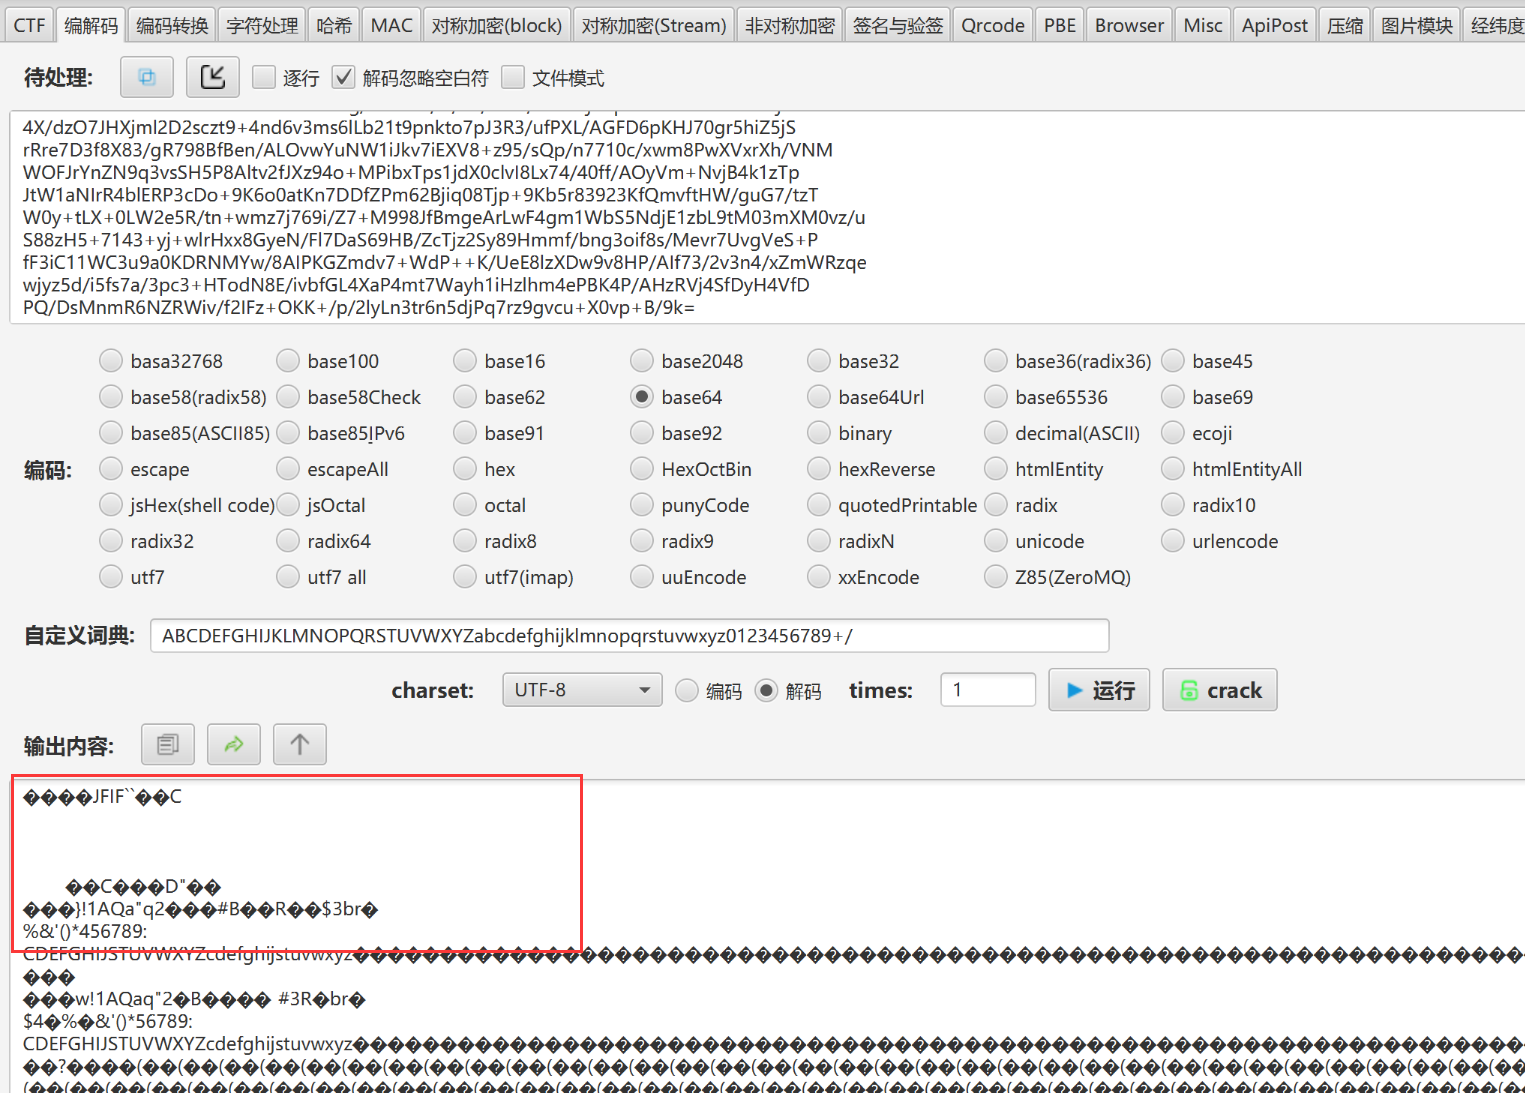 CTF 编解码 编码转换 字符处理 哈希 MAC 对称加密(block) 对称加密(Stream) 非对称加密 签名与验签 Qrcode PBE Browser Misc ApiPost 压缩 图片模块 经纬度
待处理: 逐行 解码忽略空白符 文件模式
4X/dzO7JHXjml2D2sczt9+4nd6v3ms6lLb21t9pnkto7pJ3R3/ufPXL/AGFD6pKHJ70gr5hiZ5jS
rRre7D3f8X83/gR798BfBen/ALOvwYuNW1iJkv7iEXV8+z95/sQp/n7710c/xwm8PwXVxrXh/VNM
WOFJrYnZN9q3vsSH5P8Altv2fJXz94o+MPibxTps1jdX0clvI8Lx74/40ff/AOyVm+NvjB4k1zTp
JtW1aNIrR4blERP3cDo+9K6o0atKn7DDfZPm62Bjiq08Tjp+9Kb5r83923KfQmvftHW/guG7/tzT
W0y+tLX+0LW2e5R/tn+wmz7j769i/Z7+M998JfBmgeArLwF4gm1WbS5NdjE1zbL9tM03mXM0vz/u
S88zH5+7143+yj+wlrHxx8GyeN/Fl7DaS69HB/ZcTjz2Sy89Hmmf/bng3oif8s/Mevr7UvgVeS+P
fF3iC11WC3u9a0KDRNMYw/8AIPKGZmdv7+WdP++K/UeE8lzXDw9v8HP/AIf73/2v3n4/xZmWRzqe
wjyz5d/i5fs7a/3pc3+HTodN8E/ivbfGL4XaP4mt7Wayh1iHzlhm4ePBK4P/AHzRVj4SfDyH4VfD
PQ/DsMnmR6NZRWiv/f2IFz+OKK+/p/2lyLn3tr6n5djPq7rz9gvcu+X0vp+B/9k=
basa32768 base100 base16 base2048 base32 base36(radix36) base45
base58(radix58) base58Check base62 base64 base64Url base65536 base69
base85(ASCII85) base85(IPv6 base91 base92 binary decimal(ASCII) ecoji
编码: escape escapeAll hex HexOctBin hexReverse htmlEntity htmlEntityAll
jsHex(shell code) jsOctal octal punyCode quotedPrintable radix radix10
radix32 radix64 radix8 radix9 radixN unicode urlencode
utf7 utf7 all utf7(imap) uuEncode xxEncode Z85(ZeroMQ)
自定义词典: ABCDEFGHIJKLMNOPQRSTUVWXYZabcdefghijklmnopqrstuvwxyz0123456789+/
charset: UTF-8 编码 解码 times: 1 运行 crack
输出内容:
����JFIF``��C
��C���D"��
���}!1AQa"q2���#B��R��$3br�
%&'()*456789:
CDEFGHIJSTUVWXYZcdefghijstuvwxyz
���
���w!1AQaq"2�B���� #3R�br�
$4�%�&'()*56789:
CDEFGHIJSTUVWXYZcdefghijstuvwxyz